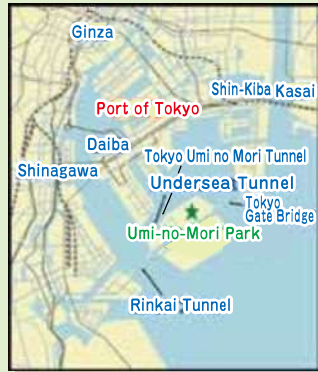 Ginza
Shin-Kiba Kasai
Port of Tokyo
Daiba
Tokyo Umi no Mori Tunnel
Shinagawa
Undersea Tunnel
Tokyo
Gate Bridge
Umi-no-Mori Park
Rinkai Tunnel